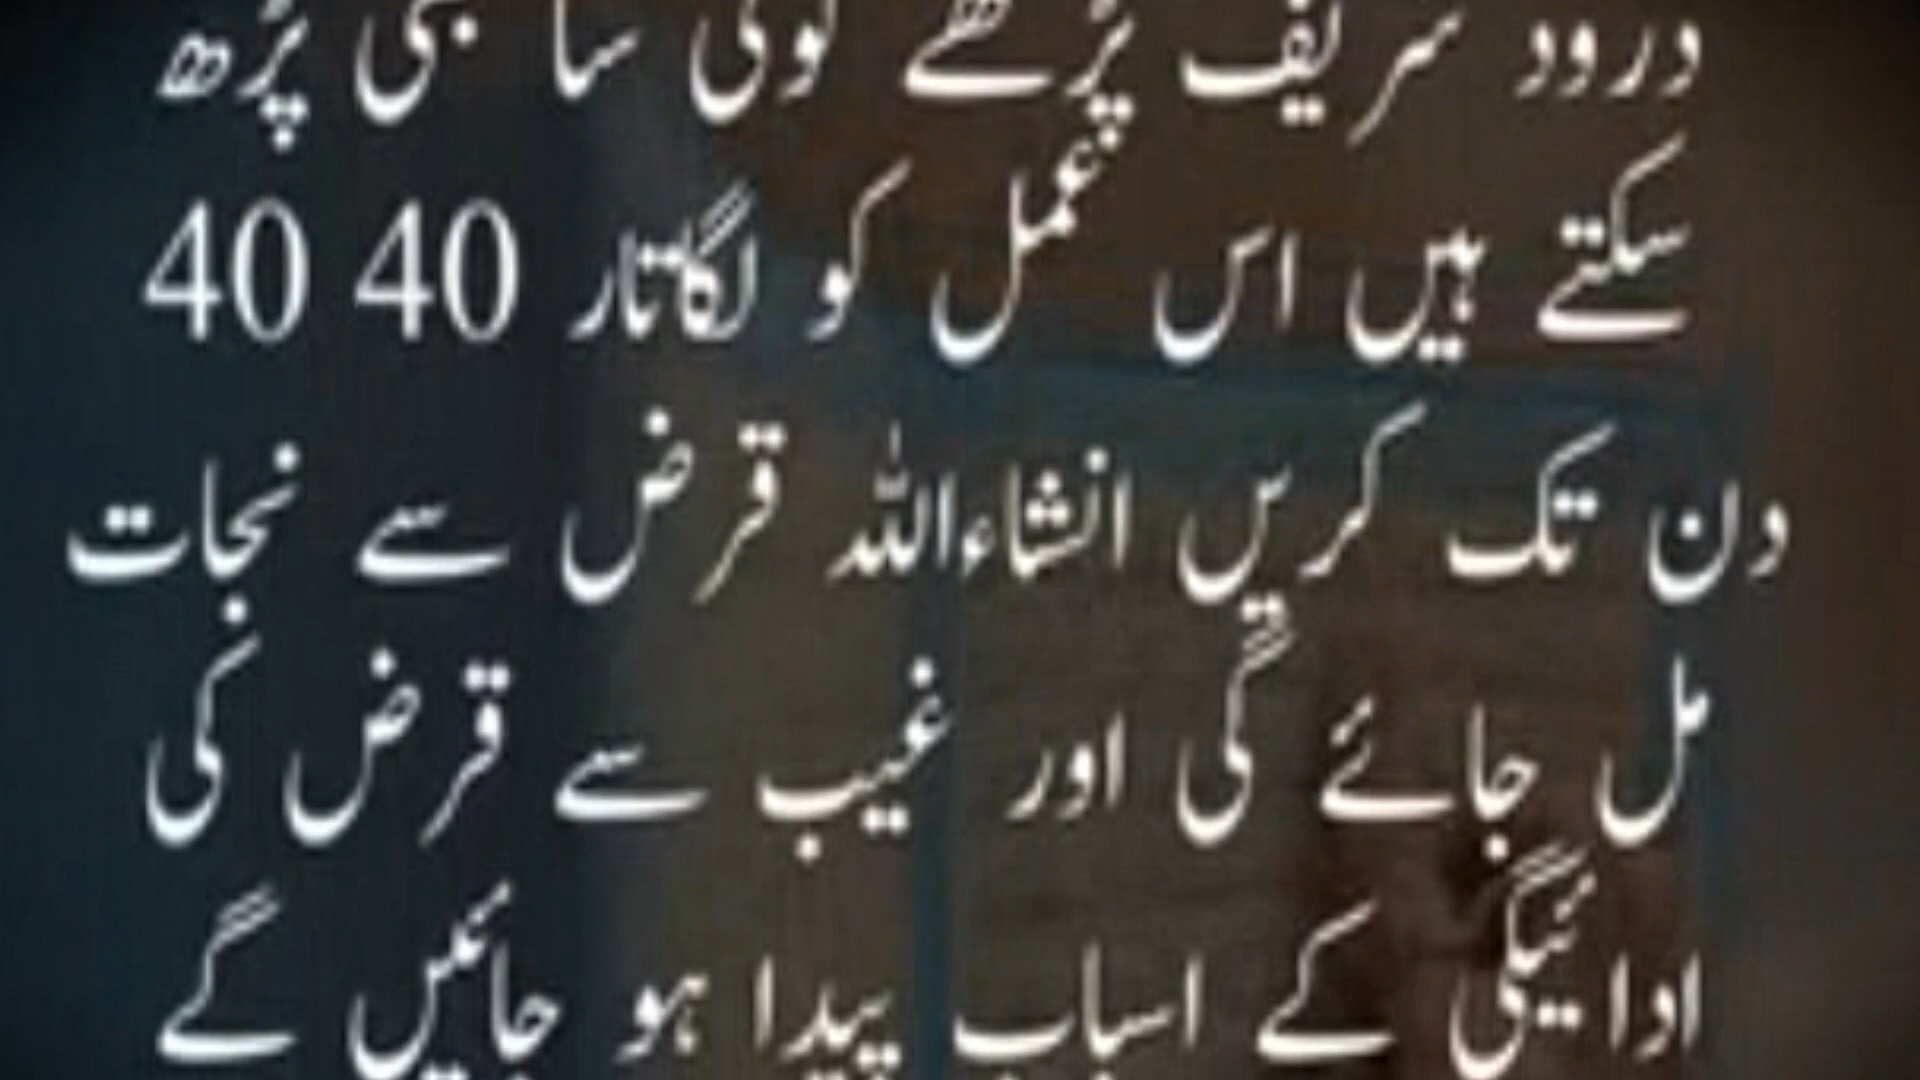 درود شریف پڑھے کوئی سا بھی پڑھ
سکتے ہیں اس عمل کو لگاتار 40 40
دن تک کریں انشاءاللہ قرض سے نجات
مل جائے گی اور غیب سے قرض کی
ادائیگی کے اسباب پیدا ہو جائیں گے